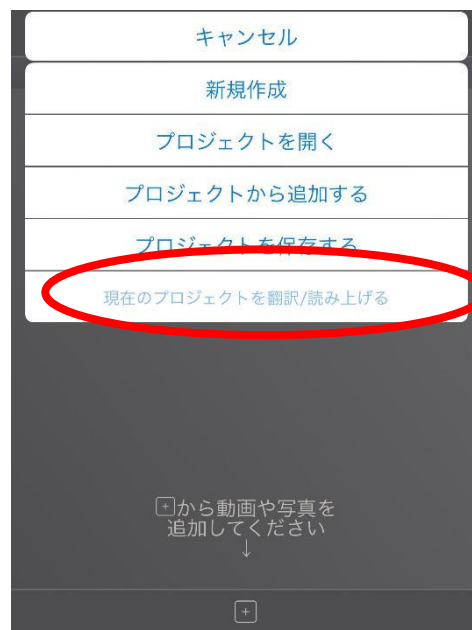 キャンセル
新規作成
プロジェクトを開く
プロジェクトから追加する
プロジェクトを保存する
現在のプロジェクトを翻訳/読み上げる
+から動画や写真を
追加してください
↓
+